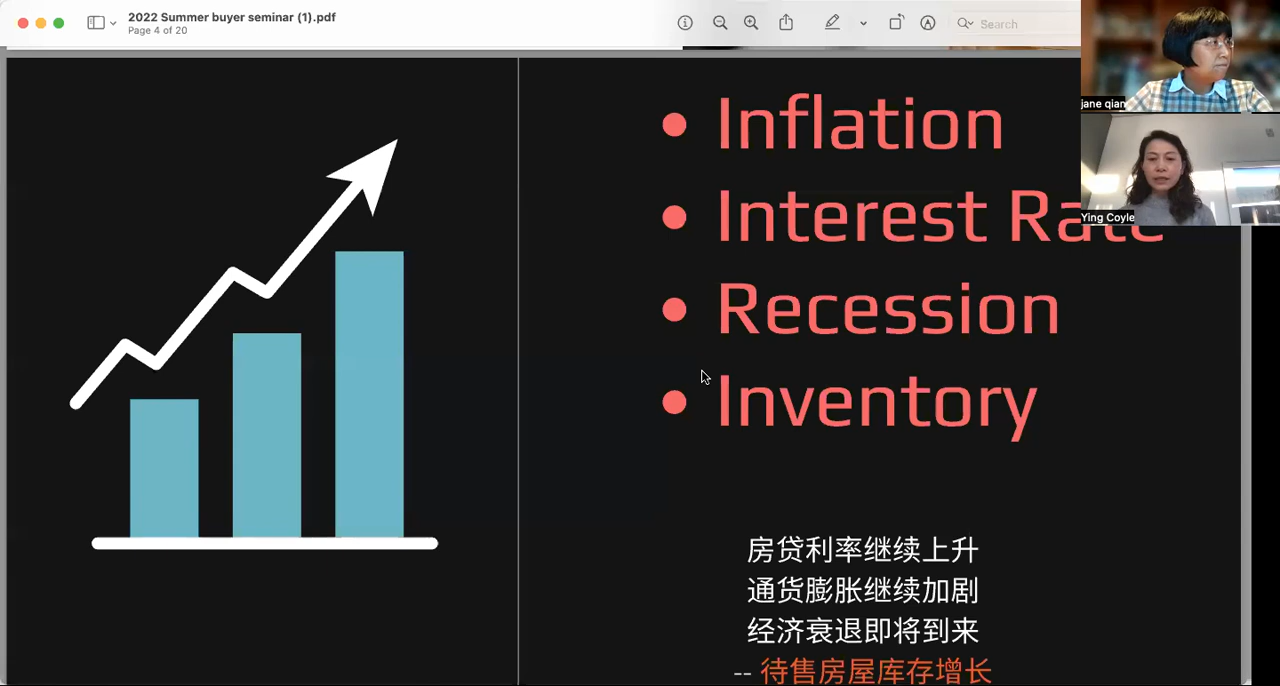 2022 Summer buyer seminar (1).pdf
Page 4 of 20
Search
jane qian
Ying Coyle
Inflation
Interest Rate
Recession
Inventory
房贷利率继续上升
通货膨胀继续加剧
经济衰退即将到来
-- 待售房屋库存增长